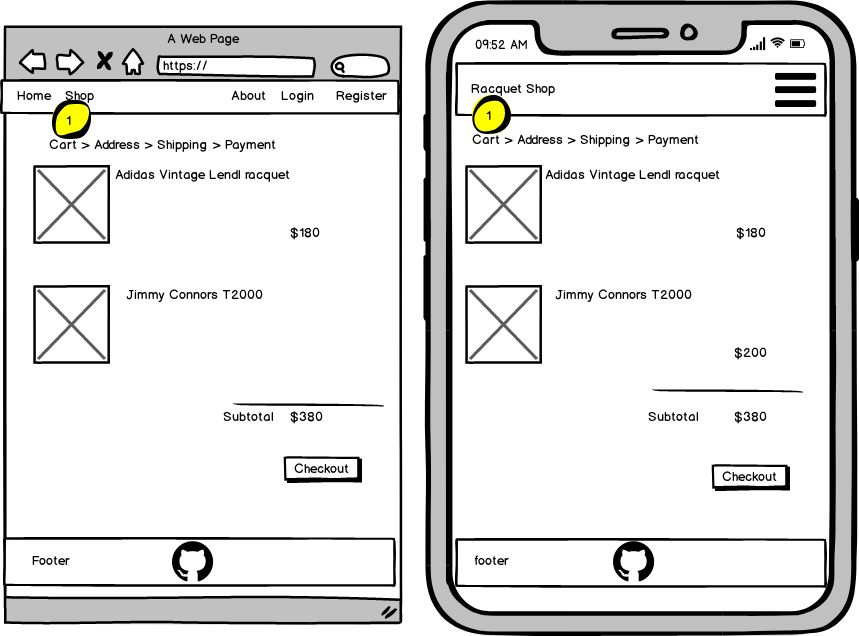 A Web Page
https://
Home Shop About Login Register
1
Cart > Address > Shipping > Payment
Adidas Vintage Lendl racquet
$180
Jimmy Connors T2000
Subtotal $380
Checkout
Footer
09:52 AM
Racquet Shop
1
Cart > Address > Shipping > Payment
Adidas Vintage Lendl racquet
$180
Jimmy Connors T2000
$200
Subtotal $380
Checkout
footer